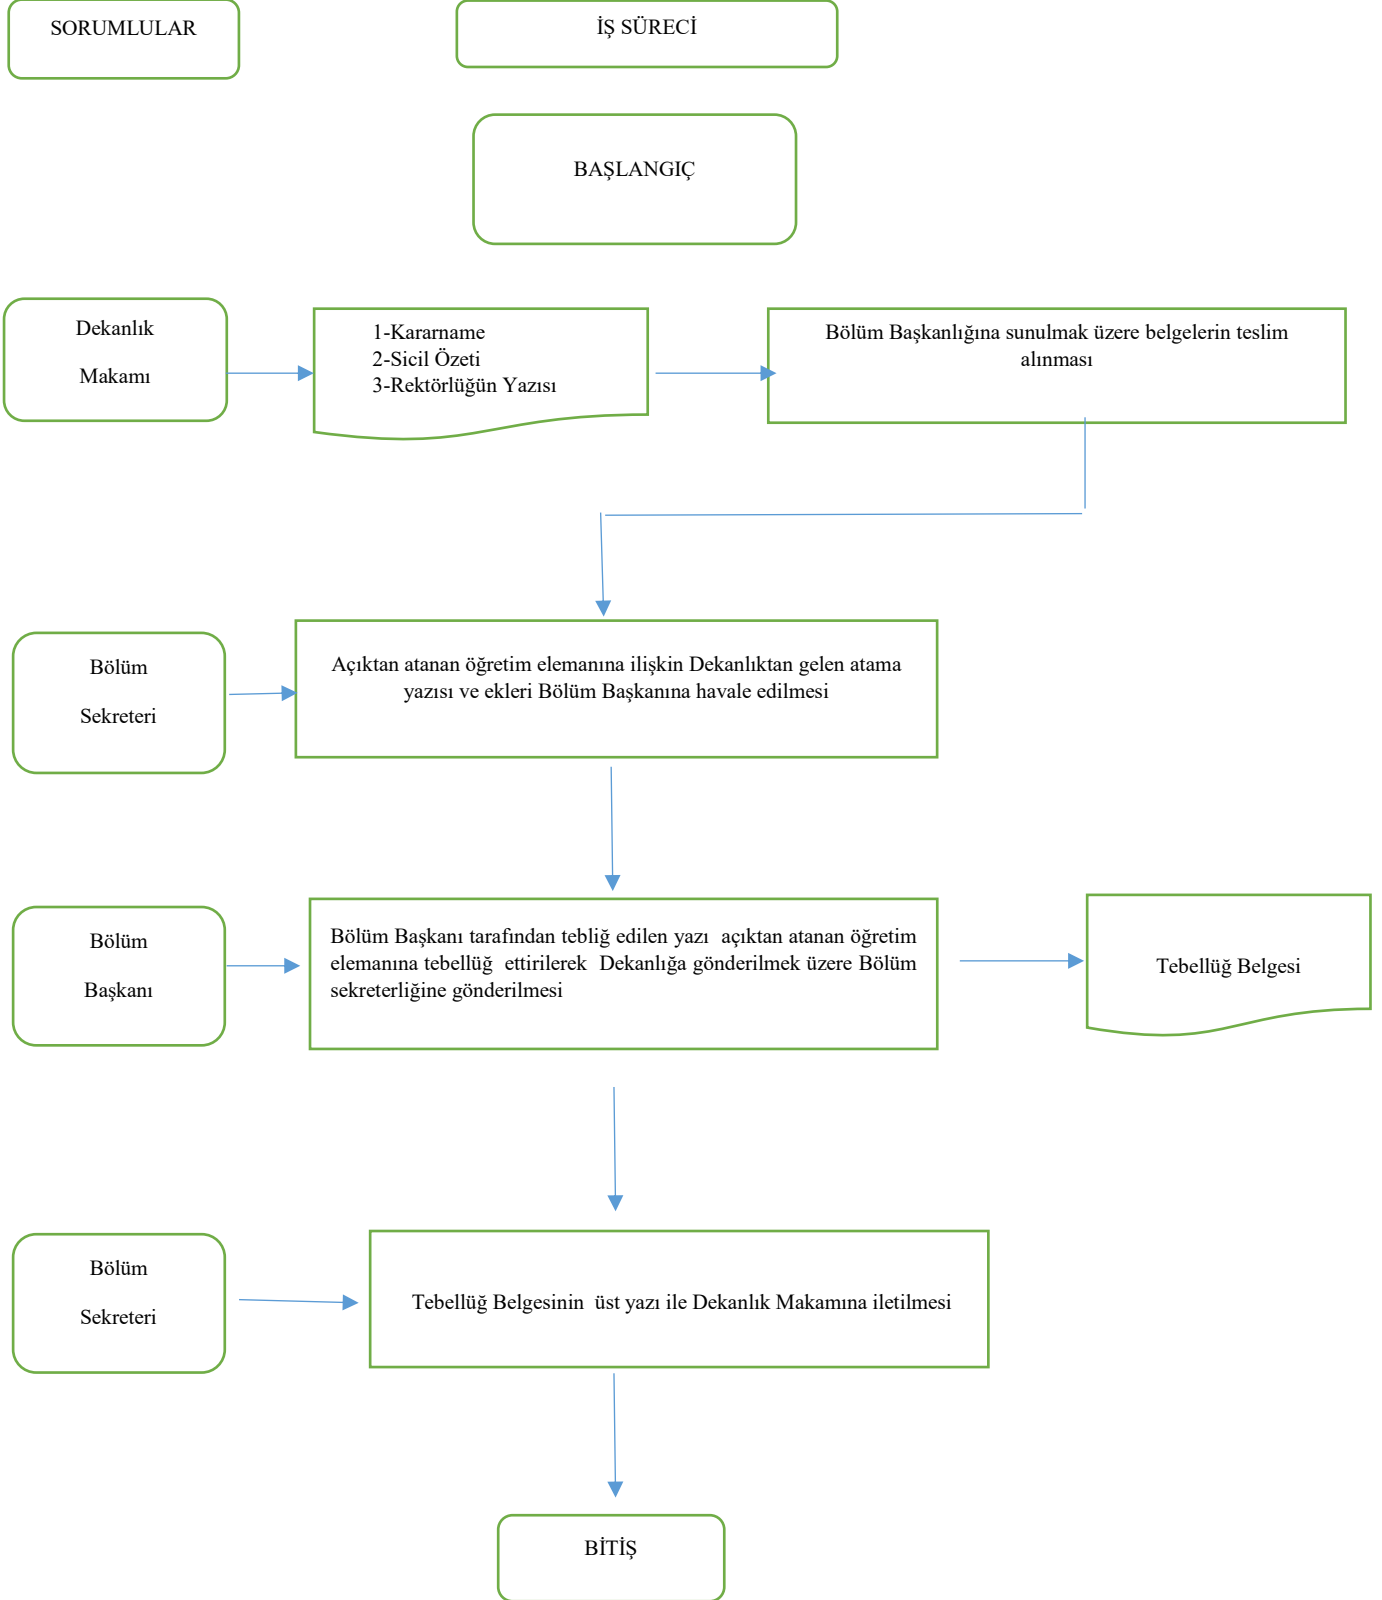 SORUMLULAR
İŞ SÜRECİ
BAŞLANGIÇ
Dekanlık
Makamı
1-Kararname
2-Sicil Özeti
3-Rektörlüğün Yazısı
Bölüm Başkanlığına sunulmak üzere belgelerin teslim
alınması
Bölüm
Sekreteri
Açıktan atanan öğretim elemanına ilişkin Dekanlıktan gelen atama
yazısı ve ekleri Bölüm Başkanına havale edilmesi
Bölüm
Başkanı
Bölüm Başkanı tarafından tebliğ edilen yazı açıktan atanan öğretim
elemanına tebellüğ ettirilerek Dekanlığa gönderilmek üzere Bölüm
sekreterliğine gönderilmesi
Tebellüğ Belgesi
Bölüm
Sekreteri
Tebellüğ Belgesinin üst yazı ile Dekanlık Makamına iletilmesi
BİTİŞ